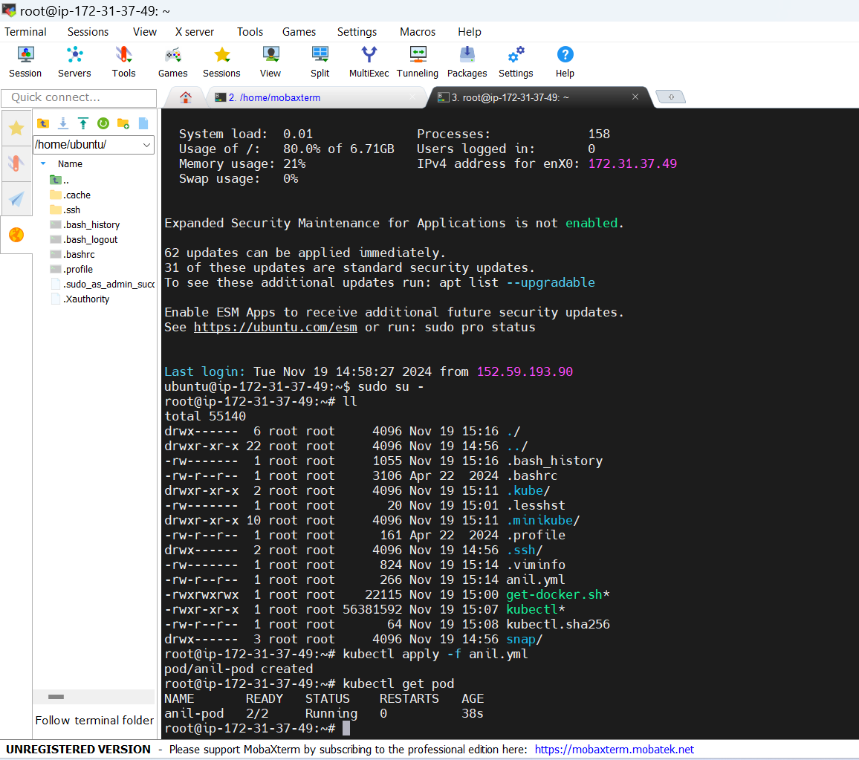 root@ip-172-31-37-49: ~
Terminal Sessions View X server Tools Games Settings Macros Help
Session Servers Tools Games Sessions View Split MultiExec Tunneling Packages Settings Help
Quick connect...
2. /home/mobaxterm
3. root@ip-172-31-37-49: ~
/home/ubuntu/
Name
..
.cache
.ssh
.bash_history
.bash_logout
.bashrc
.profile
.sudo_as_admin_succ
.Xauthority
Follow terminal folder
System load: 0.01 Processes: 158
Usage of /: 80.0% of 6.71GB Users logged in: 0
Memory usage: 21% IPv4 address for enX0: 172.31.37.49
Swap usage: 0%
Expanded Security Maintenance for Applications is not enabled.
62 updates can be applied immediately.
31 of these updates are standard security updates.
To see these additional updates run: apt list --upgradable
Enable ESM Apps to receive additional future security updates.
See https://ubuntu.com/esm or run: sudo pro status
Last login: Tue Nov 19 14:58:27 2024 from 152.59.193.90
ubuntu@ip-172-31-37-49:~$ sudo su -
root@ip-172-31-37-49:~# ll
total 55140
drwx------ 6 root root 4096 Nov 19 15:16 ./
drwxr-xr-x 22 root root 4096 Nov 19 14:56 ../
-rw------- 1 root root 1055 Nov 19 15:16 .bash_history
-rw-r--r-- 1 root root 3106 Apr 22 2024 .bashrc
drwxr-xr-x 2 root root 4096 Nov 19 15:11 .kube/
-rw------- 1 root root 20 Nov 19 15:01 .lesshst
drwxr-xr-x 10 root root 4096 Nov 19 15:11 .minikube/
-rw-r--r-- 1 root root 161 Apr 22 2024 .profile
drwx------ 2 root root 4096 Nov 19 14:56 .ssh/
-rw------- 1 root root 824 Nov 19 15:14 .viminfo
-rw-r--r-- 1 root root 266 Nov 19 15:14 anil.yml
-rwxrwxrwx 1 root root 22115 Nov 19 15:00 get-docker.sh*
-rwxr-xr-x 1 root root 56381592 Nov 19 15:07 kubectl*
-rw-r--r-- 1 root root 64 Nov 19 15:08 kubectl.sha256
drwx------ 3 root root 4096 Nov 19 14:56 snap/
root@ip-172-31-37-49:~# kubectl apply -f anil.yml
pod/anil-pod created
root@ip-172-31-37-49:~# kubectl get pod
NAME READY STATUS RESTARTS AGE
anil-pod 2/2 Running 0 38s
root@ip-172-31-37-49:~#
UNREGISTERED VERSION - Please support MobaXterm by subscribing to the professional edition here: https://mobaxterm.mobatek.net